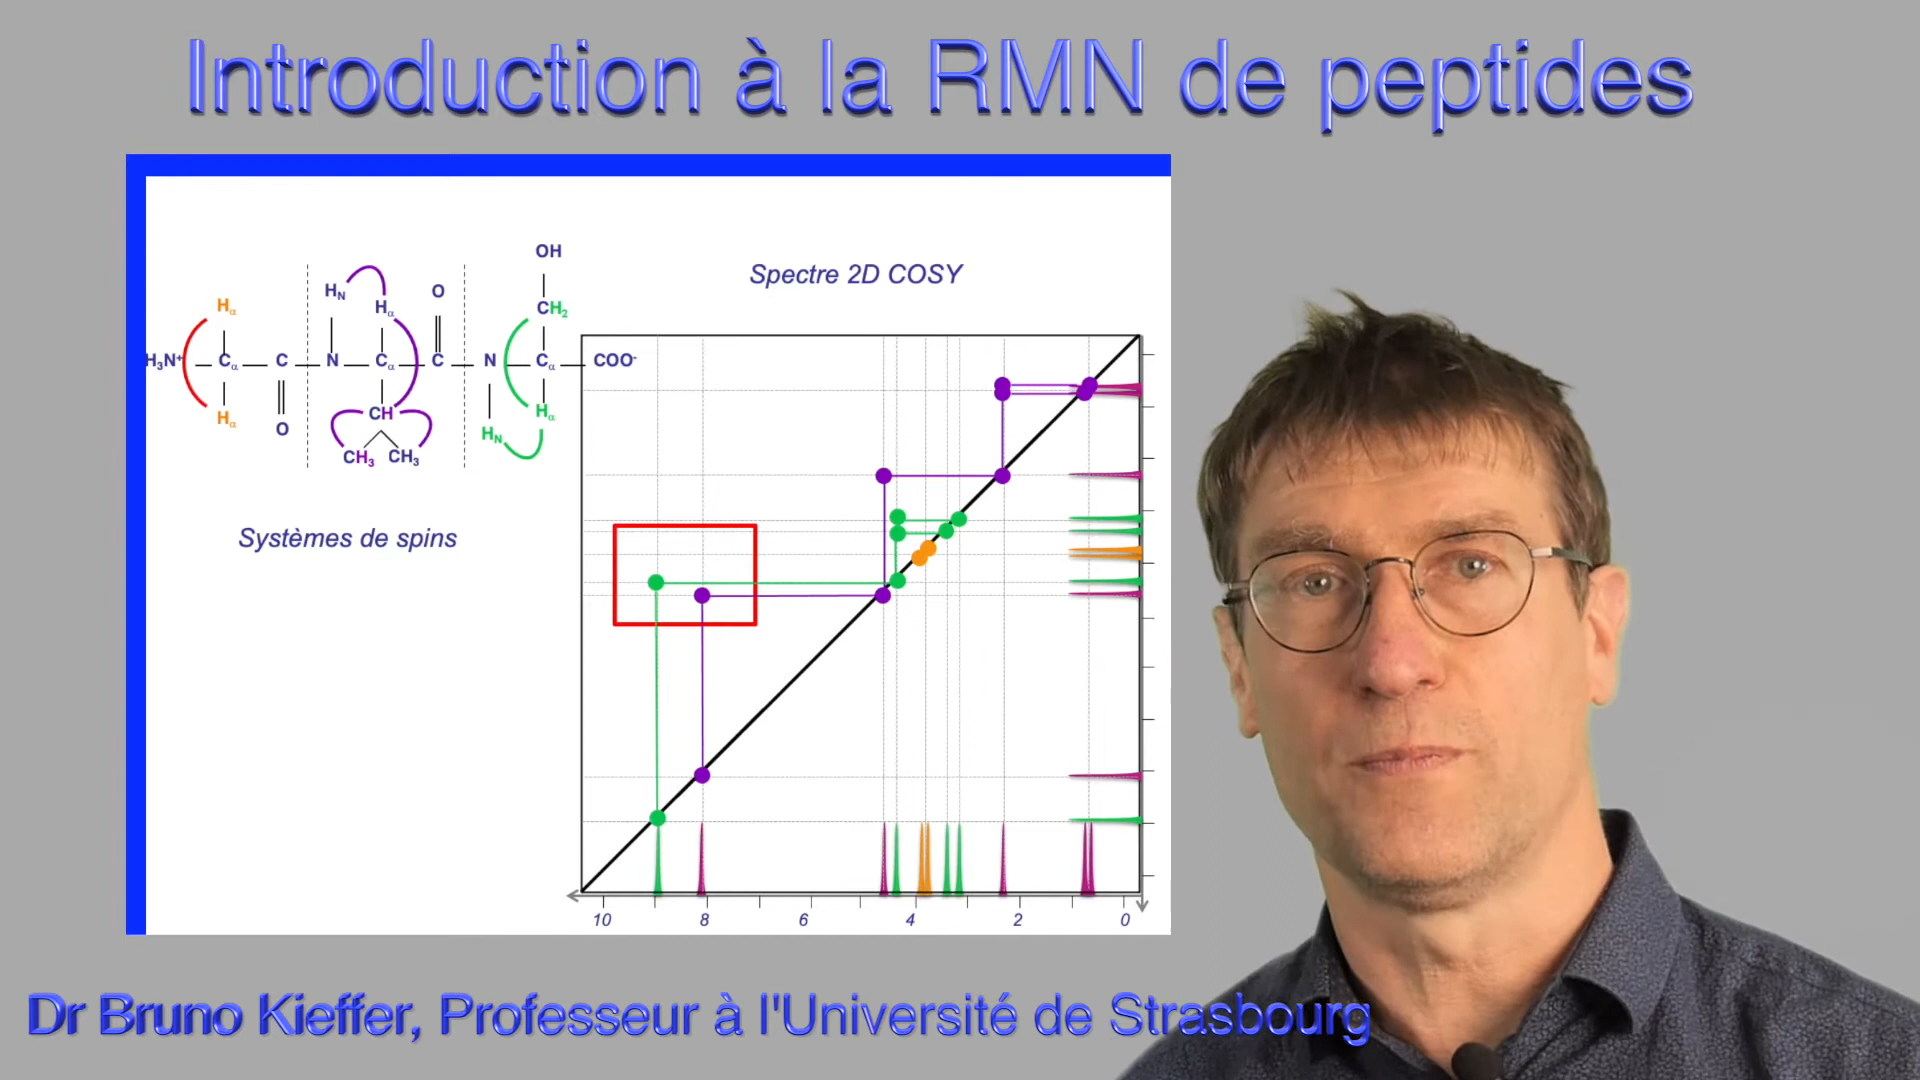 Introduction à la RMN de peptides
Spectre 2D COSY
OH
HN
Hα
O
Hα
CH2
H3N+
Cα
C
N
Cα
C
N
Cα
COO-
Hα
O
CH
CH3
CH3
Hα
HN
Systèmes de spins
10 8 6 4 2 0
Dr Bruno Kieffer, Professeur à l'Université de Strasbourg